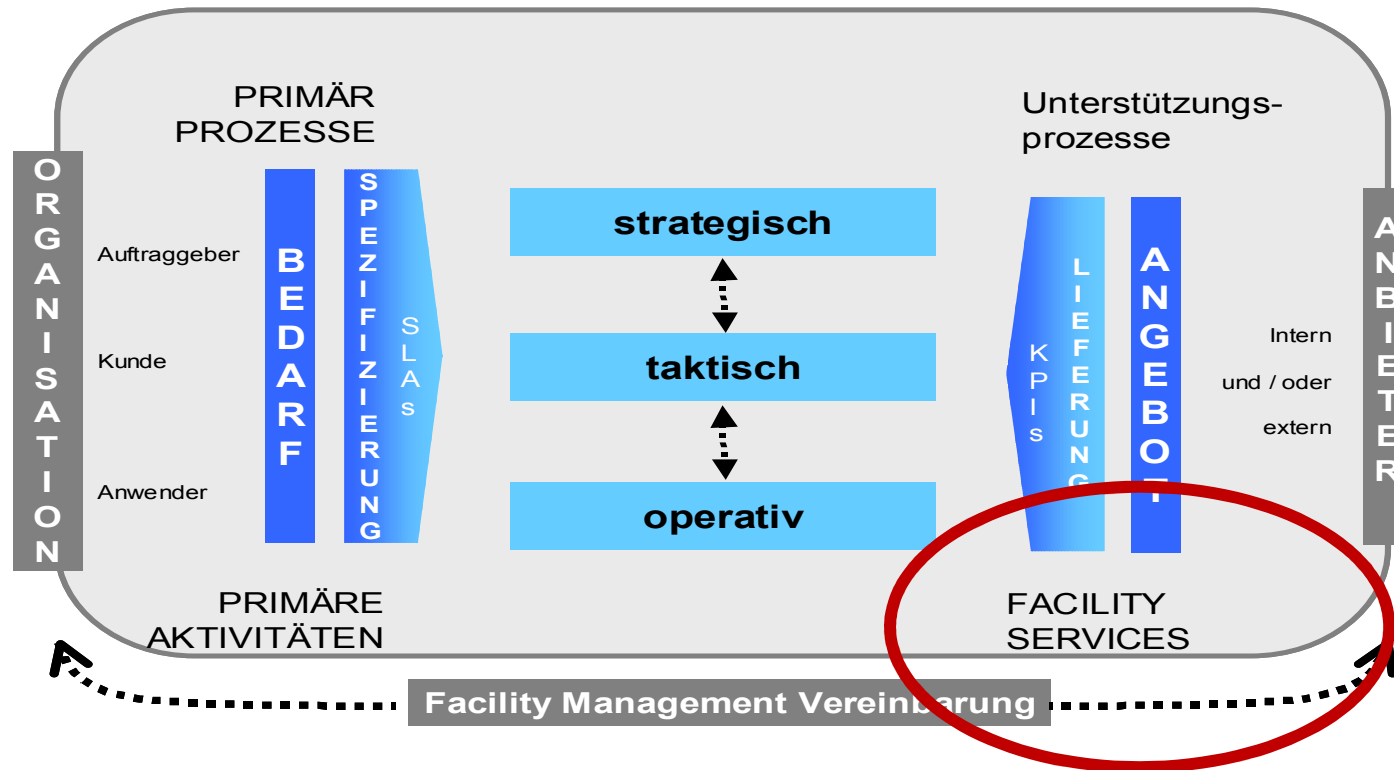 PRIMÄR
PROZESSE
Unterstützungs-
prozesse
ORGANISATION
Auftraggeber
Kunde
Anwender
BEDARF
SPEZIFIZIERUNG
SLAs
strategisch
taktisch
operativ
KPIs
LIEFERUNG
ANGEBOT
Intern
und / oder
extern
ANBIETER
PRIMÄRE
AKTIVITÄTEN
FACILITY
SERVICES
Facility Management Vereinbarung